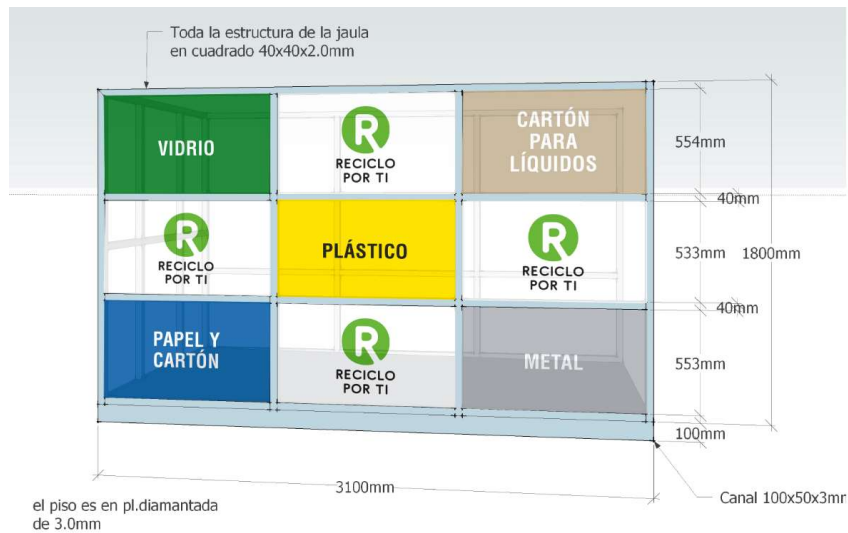 Toda la estructura de la jaula
en cuadrado 40x40x2.0mm
VIDRIO
R
RECICLO
POR TI
CARTÓN
PARA
LÍQUIDOS
554mm
40mm
R
RECICLO
POR TI
PLÁSTICO
R
RECICLO
POR TI
533mm
1800mm
40mm
PAPEL Y
CARTÓN
R
RECICLO
POR TI
METAL
553mm
100mm
3100mm
Canal 100x50x3mm
el piso es en pl.diamantada
de 3.0mm